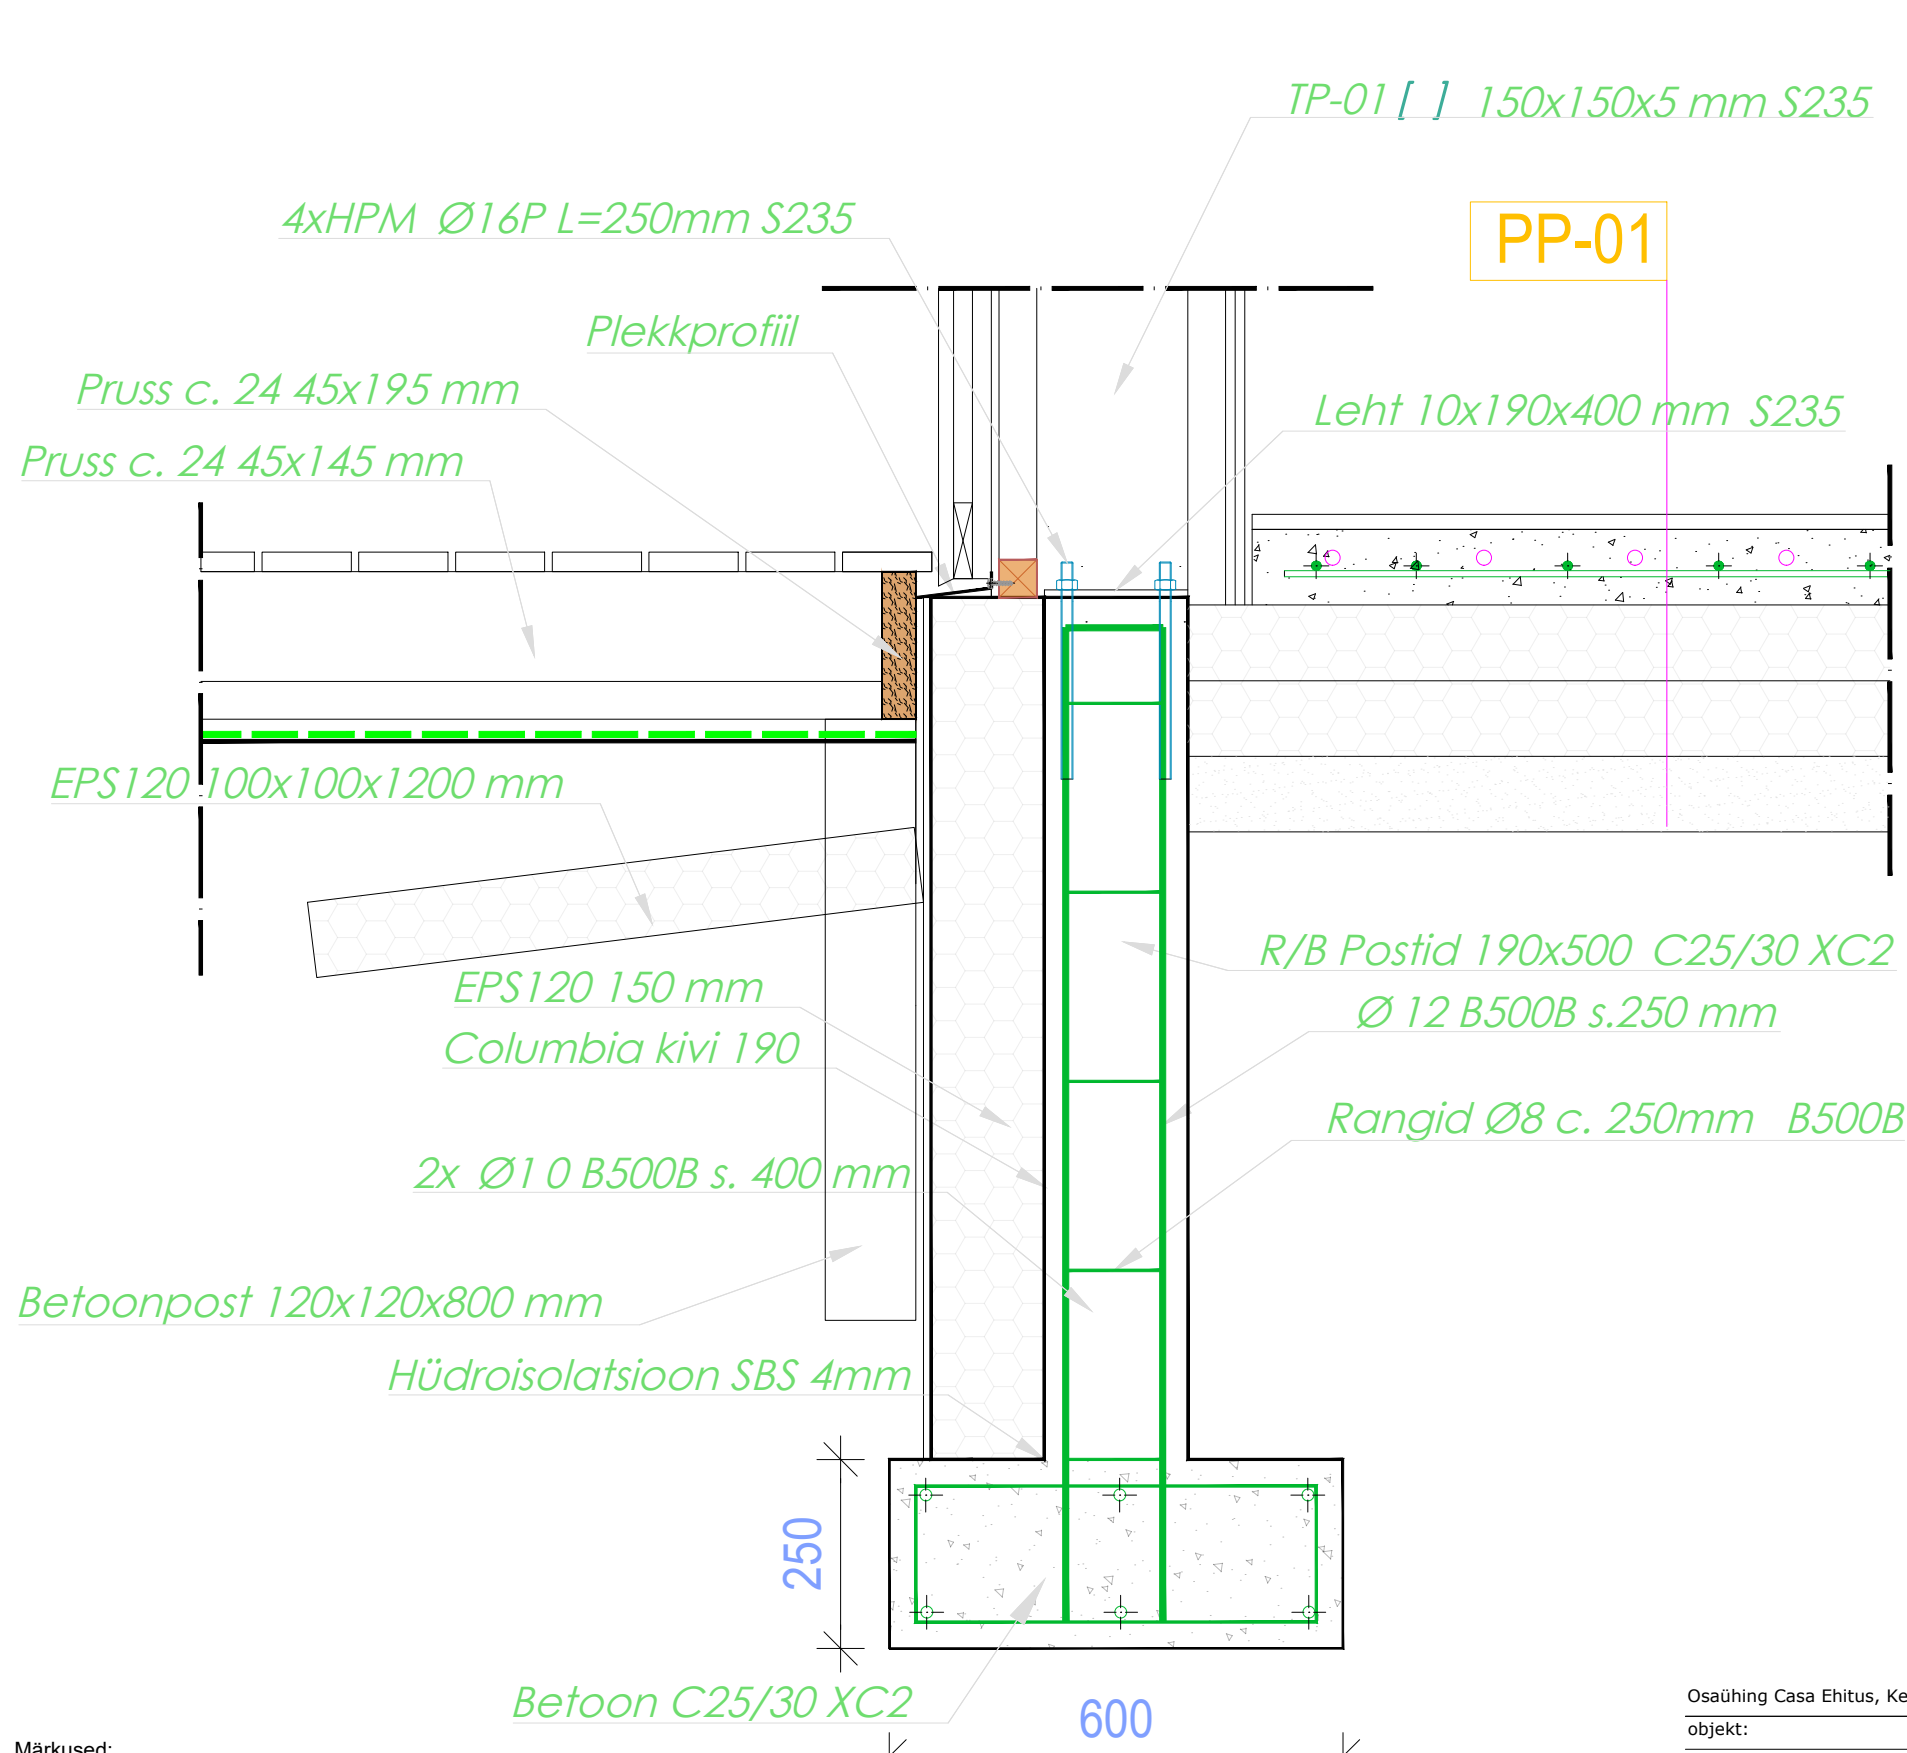 TP-01 [ ] 150x150x5 mm S235
4xHPM Ø16P L=250mm S235
PP-01
Plekkprofiil
Pruss c. 24 45x195 mm
Leht 10x190x400 mm S235
Pruss c. 24 45x145 mm
EPS120 100x100x1200 mm
R/B Postid 190x500 C25/30 XC2
EPS120 150 mm
Ø 12 B500B s.250 mm
Columbia kivi 190
Rangid Ø8 c. 250mm B500B
2x Ø1 0 B500B s. 400 mm
Betoonpost 120x120x800 mm
Hüdroisolatsioon SBS 4mm
250
Betoon C25/30 XC2
600
Osaühing Casa Ehitus, Ke
objekt:
Märkused: